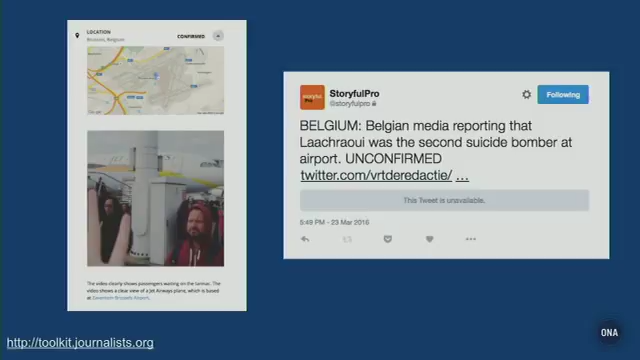 LOCATION
Brussels, Belgium
CONFIRMED
The video clearly shows passengers waiting on the tarmac. The
video shows a clear view of a Jet Airways plane, which is based
at Zaventem Brussels Airport.
storyful
Pro
StoryfulPro
@storyfulpro
Following
BELGIUM: Belgian media reporting that
Laachraoui was the second suicide bomber at
airport. UNCONFIRMED
twitter.com/vrtderedactie/ ...
This Tweet is unavailable.
5:49 PM - 23 Mar 2016
http://toolkit.journalists.org
ONA